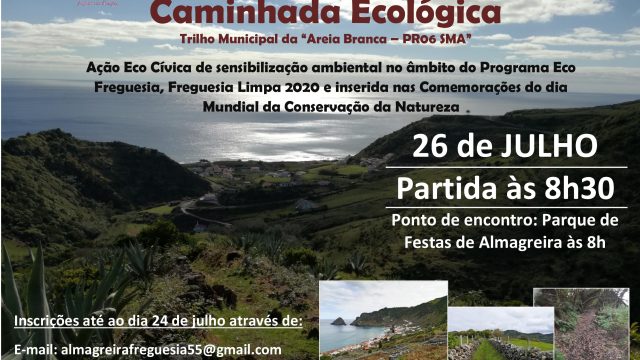 Caminhada Ecológica
Trilho Municipal da “Areia Branca – PR06 SMA”
Ação Eco Cívica de sensibilização ambiental no âmbito do Programa Eco
Freguesia, Freguesia Limpa 2020 e inserida nas Comemorações do dia
Mundial da Conservação da Natureza
26 de JULHO
Partida às 8h30
Ponto de encontro: Parque de
Festas de Almagreira às 8h
Inscrições até ao dia 24 de julho através de:
E-mail: almagreirafreguesia55@gmail.com